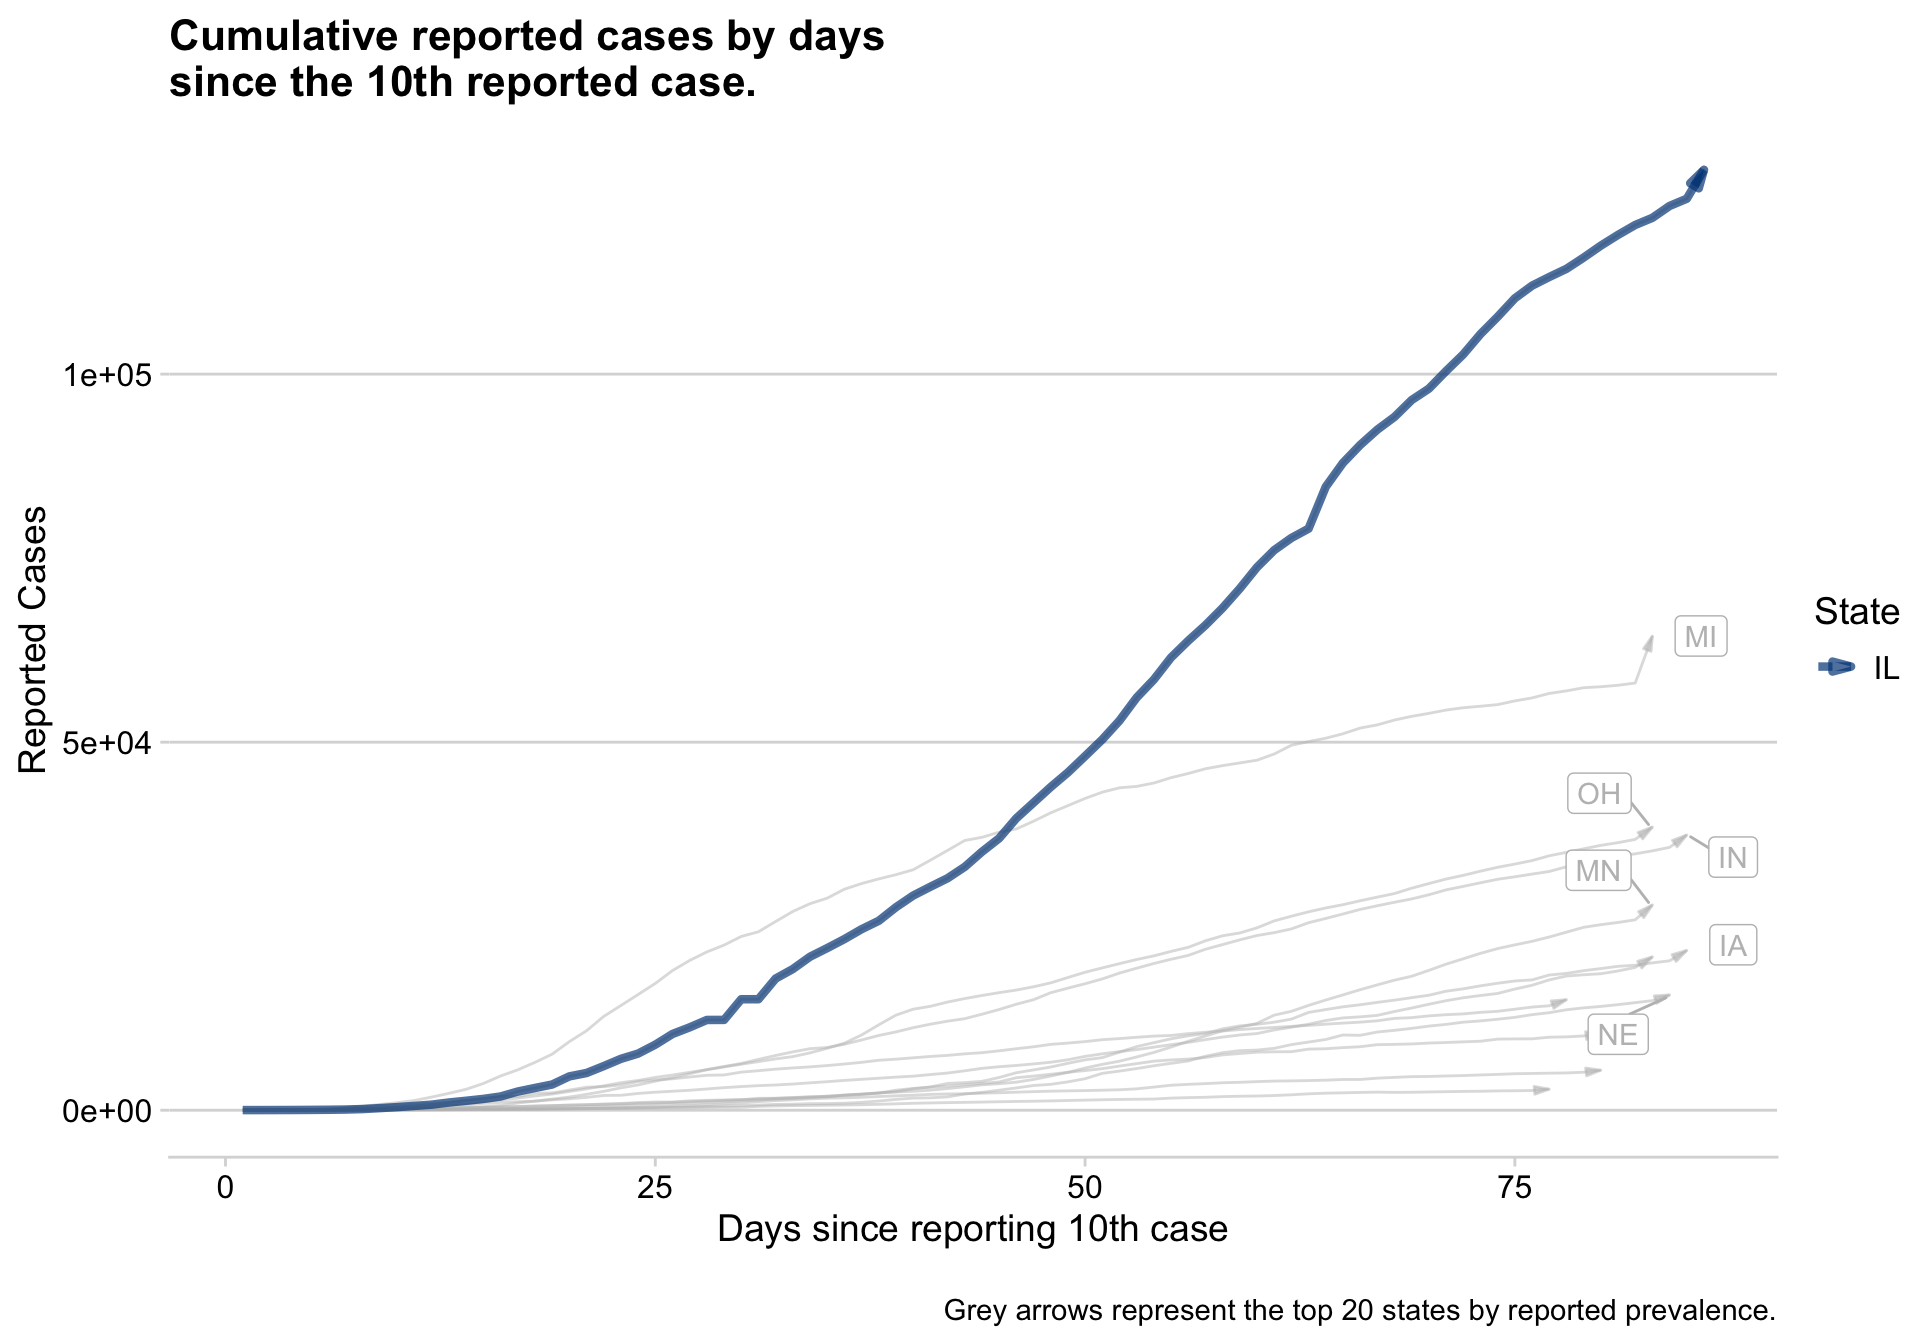 Cumulative reported cases by days
since the 10th reported case.
1e+05
5e+04
0e+00
Reported Cases
MI
OH
IN
MN
IA
NE
State
IL
0
25
50
75
Days since reporting 10th case
Grey arrows represent the top 20 states by reported prevalence.